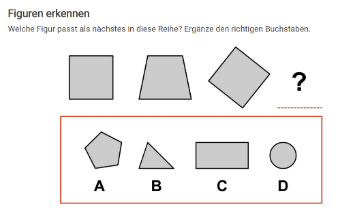 Figuren erkennen
Welche Figur passt als nächstes in diese Reihe? Ergänze den richtigen Buchstaben.
?
A B C D